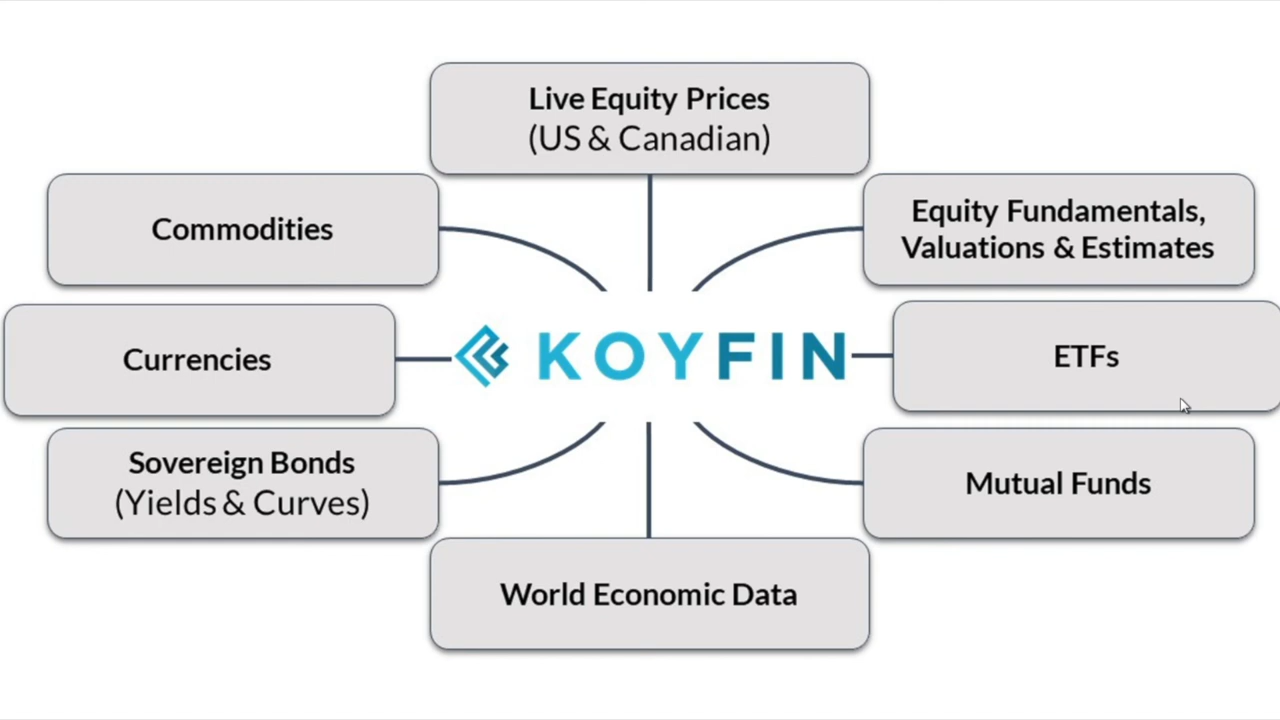 Live Equity Prices
(US & Canadian)
Commodities
Equity Fundamentals,
Valuations & Estimates
Currencies
KOYFIN
ETFs
Sovereign Bonds
(Yields & Curves)
Mutual Funds
World Economic Data